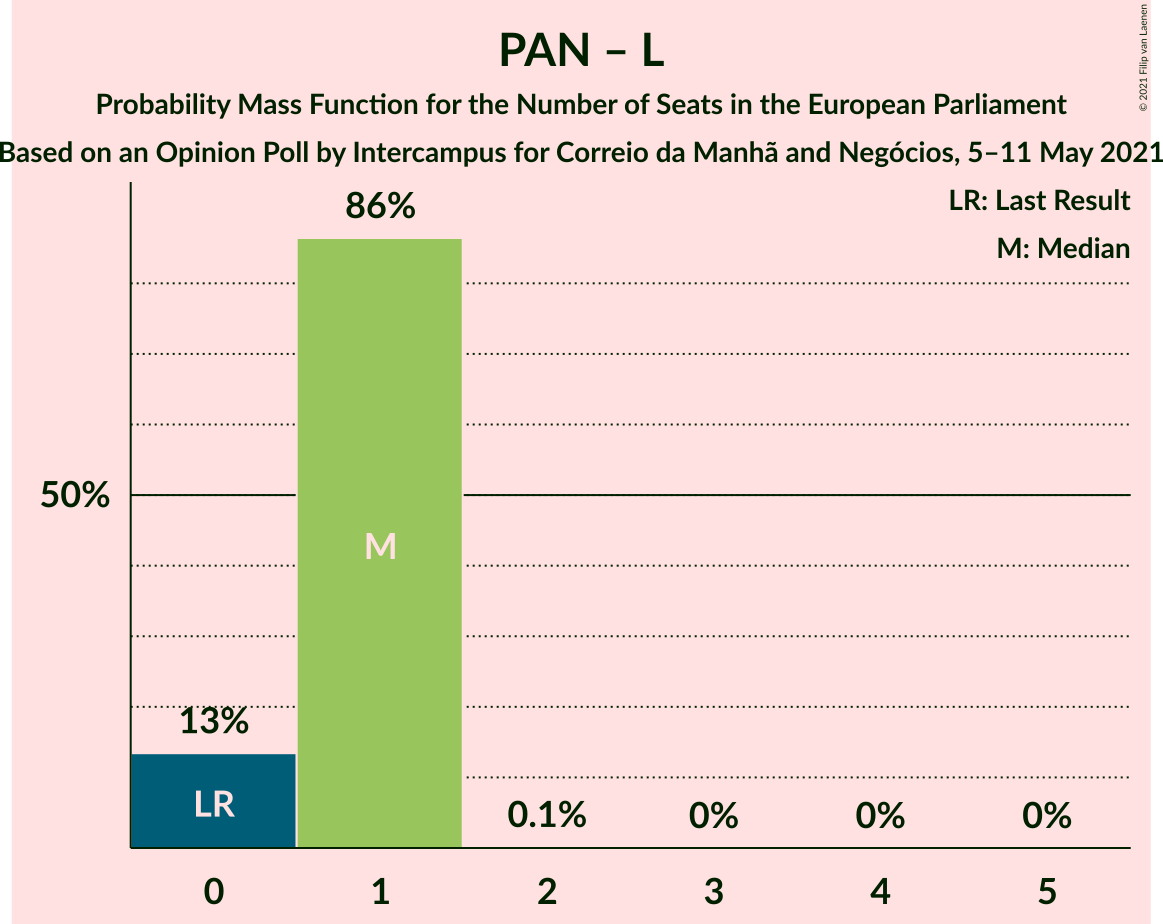 PAN – L
Probability Mass Function for the Number of Seats in the European Parliament
Based on an Opinion Poll by Intercampus for Correio da Manhã and Negócios, 5–11 May 2021
© 2021 Filip van Laenen
LR: Last Result
M: Median
86%
50%
M
13%
LR
0.1%
0%
0%
0%
0
1
2
3
4
5